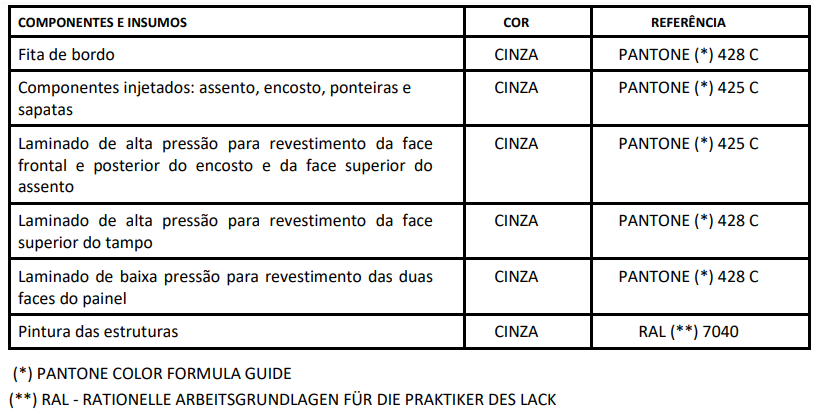 COMPONENTES E INSUMOS COR REFERÊNCIA
Fita de bordo CINZA PANTONE (*) 428 C
Componentes injetados: assento, encosto, ponteiras e CINZA PANTONE (*) 425 C
sapatas
Laminado de alta pressão para revestimento da face CINZA PANTONE (*) 425 C
frontal e posterior do encosto e da face superior do
assento
Laminado de alta pressão para revestimento da face CINZA PANTONE (*) 428 C
superior do tampo
Laminado de baixa pressão para revestimento das duas CINZA PANTONE (*) 428 C
faces do painel
Pintura das estruturas CINZA RAL (**) 7040
(*) PANTONE COLOR FORMULA GUIDE
(**) RAL - RATIONELLE ARBEITSGRUNDLAGEN FÜR DIE PRAKTIKER DES LACK